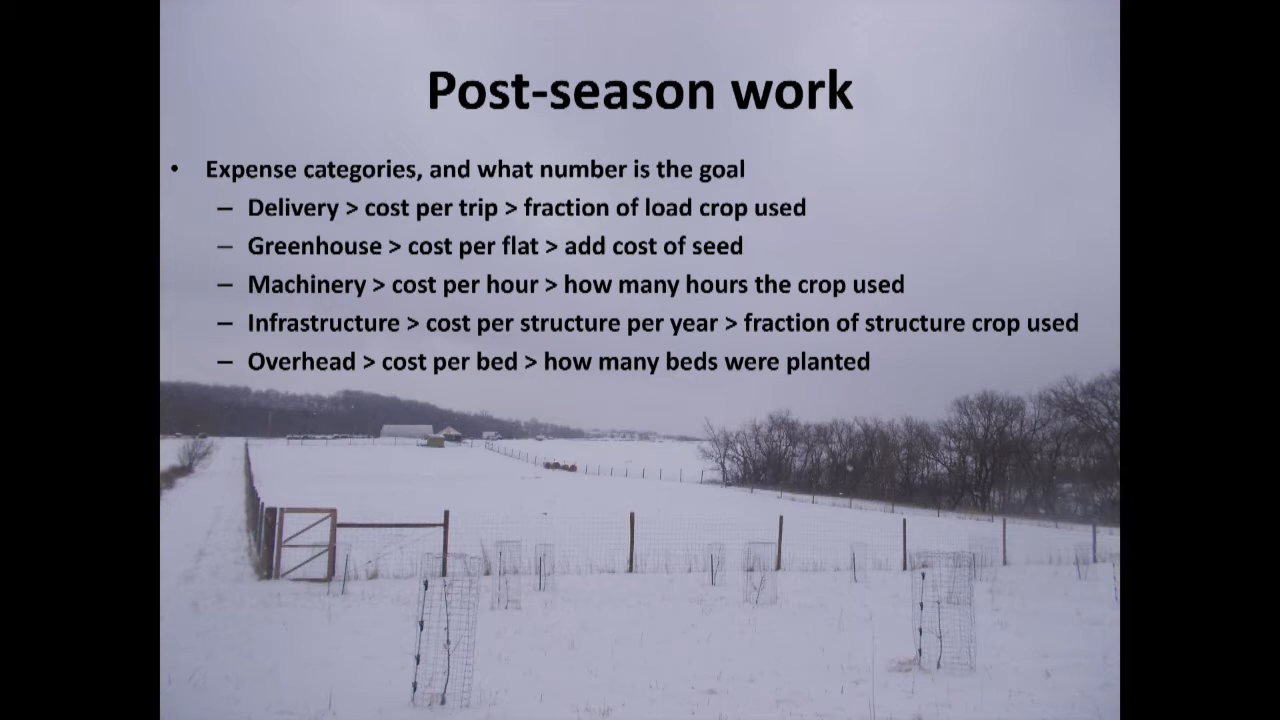 Post-season work
• Expense categories, and what number is the goal
– Delivery > cost per trip > fraction of load crop used
– Greenhouse > cost per flat > add cost of seed
– Machinery > cost per hour > how many hours the crop used
– Infrastructure > cost per structure per year > fraction of structure crop used
– Overhead > cost per bed > how many beds were planted